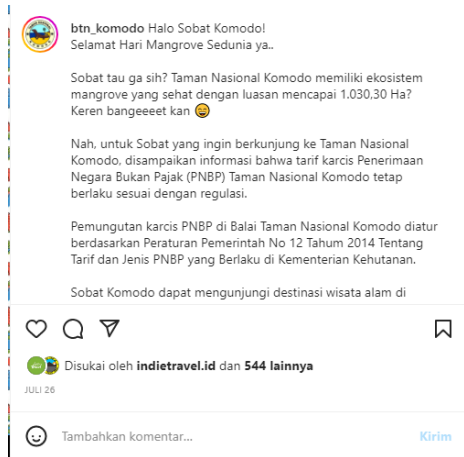 btn_komodo Halo Sobat Komodo!
Selamat Hari Mangrove Sedunia ya..
Sobat tau ga sih? Taman Nasional Komodo memiliki ekosistem
mangrove yang sehat dengan luasan mencapai 1.030,30 Ha?
Keren bangeeeet kan 😄
Nah, untuk Sobat yang ingin berkunjung ke Taman Nasional
Komodo, disampaikan informasi bahwa tarif karcis Penerimaan
Negara Bukan Pajak (PNBP) Taman Nasional Komodo tetap
berlaku sesuai dengan regulasi.
Pemungutan karcis PNBP di Balai Taman Nasional Komodo diatur
berdasarkan Peraturan Pemerintah No 12 Tahum 2014 Tentang
Tarif dan Jenis PNBP yang Berlaku di Kementerian Kehutanan.
Sobat Komodo dapat mengunjungi destinasi wisata alam di
Disukai oleh indietravel.id dan 544 lainnya
JULI 26
Tambahkan komentar...
Kirim